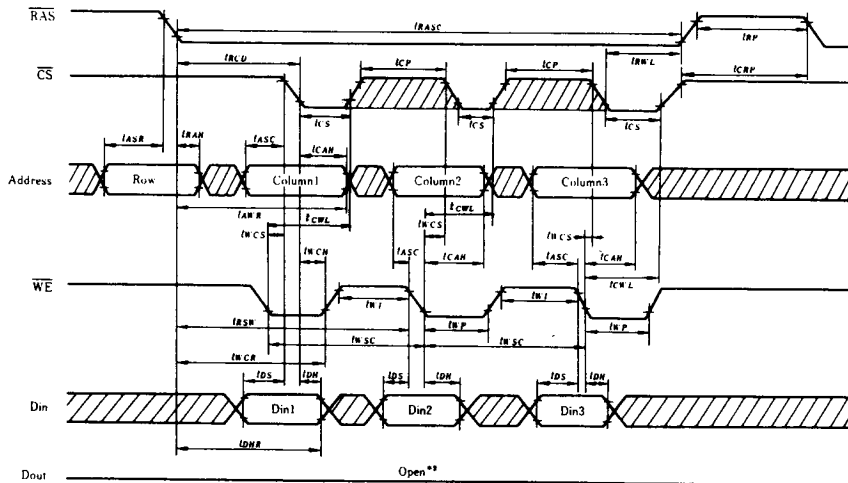 RAS
tRASC
tRP
tRCD
tRWL
tCRP
CS
tCP
tCP
tCS
tCS
tCS
tASR
tRAH
tASC
tCAH
Address
Row
Column1
Column2
Column3
tAWR
tCWL
tCWL
tWCS
tWCS
tWCS
tWCH
tASC
tCAH
tASC
tCAH
tCWL
WE
tWI
tWI
tRSW
tWP
tWP
tWSC
tWSC
tWCR
tDS
tDH
tDS
tDH
tDS
tDH
Din
Din1
Din2
Din3
tDHR
Open*2
Dout